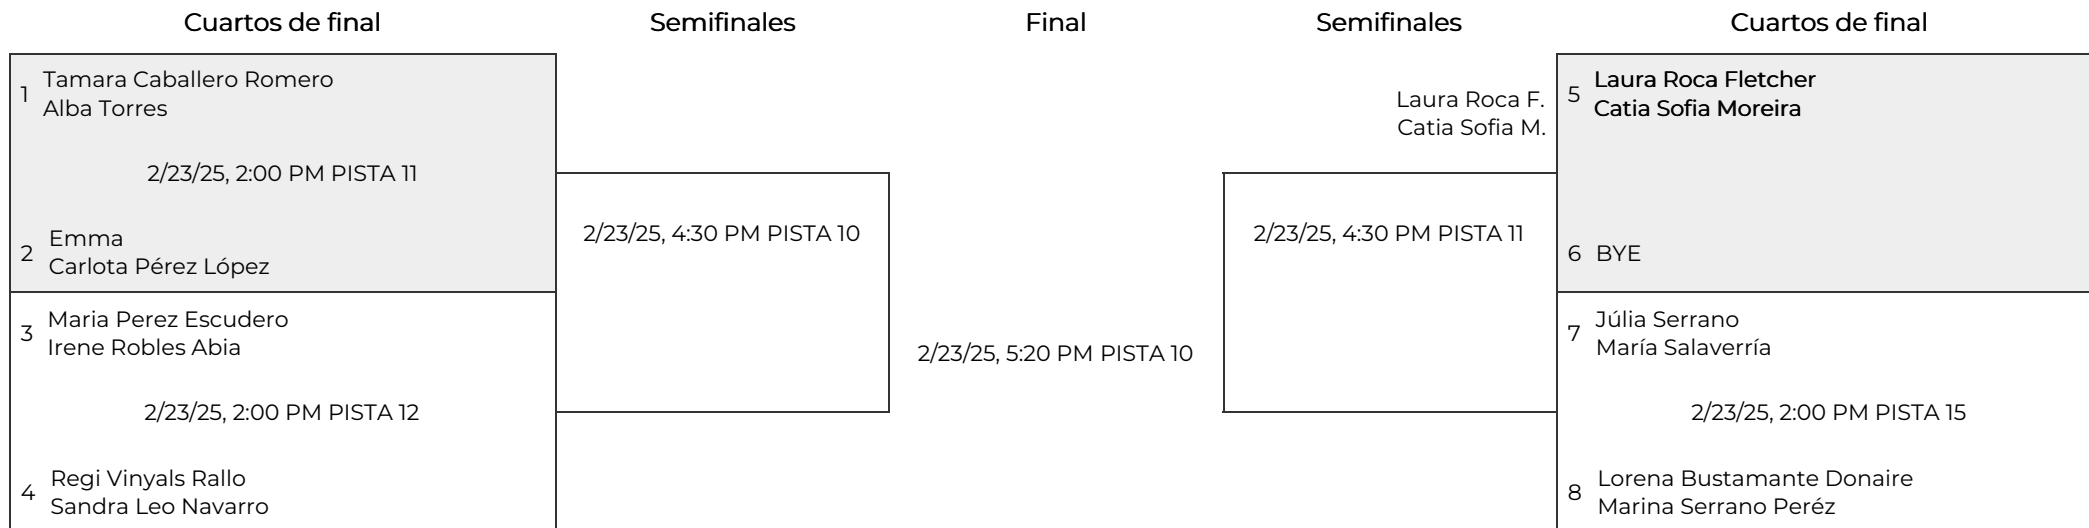 Cuartos de final
Semifinales
Final
Semifinales
Cuartos de final
1
Tamara Caballero Romero
Alba Torres
2/23/25, 2:00 PM PISTA 11
2
Emma
Carlota Pérez López
3
Maria Perez Escudero
Irene Robles Abia
2/23/25, 2:00 PM PISTA 12
4
Regi Vinyals Rallo
Sandra Leo Navarro
2/23/25, 4:30 PM PISTA 10
2/23/25, 5:20 PM PISTA 10
Laura Roca F.
Catia Sofia M.
2/23/25, 4:30 PM PISTA 11
5
Laura Roca Fletcher
Catia Sofia Moreira
6 BYE
7
Júlia Serrano
María Salaverría
2/23/25, 2:00 PM PISTA 15
8
Lorena Bustamante Donaire
Marina Serrano Peréz